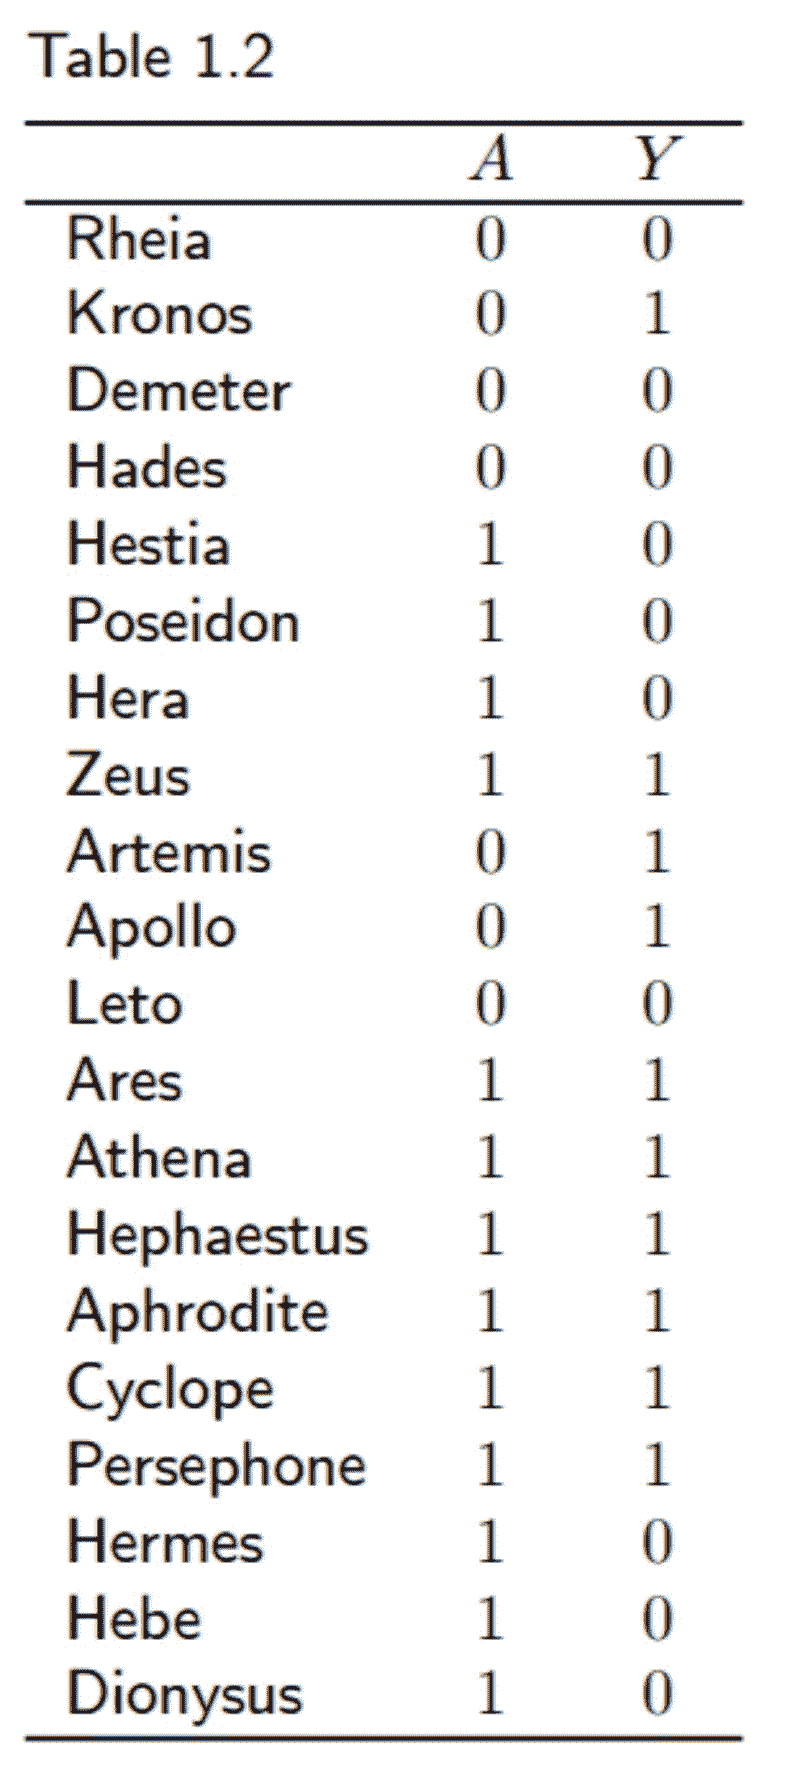 Table 1.2
A Y
Rheia 0 0
Kronos 0 1
Demeter 0 0
Hades 0 0
Hestia 1 0
Poseidon 1 0
Hera 1 0
Zeus 1 1
Artemis 0 1
Apollo 0 1
Leto 0 0
Ares 1 1
Athena 1 1
Hephaestus 1 1
Aphrodite 1 1
Cyclope 1 1
Persephone 1 1
Hermes 1 0
Hebe 1 0
Dionysus 1 0